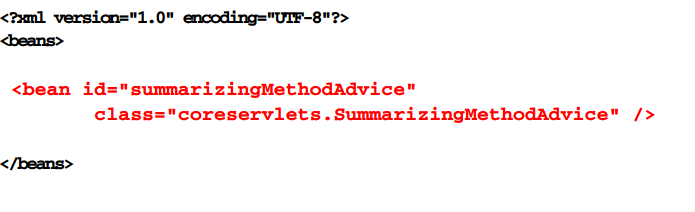 <?xml version="1.0" encoding="UTF-8"?>
<beans>
<bean id="summarizingMethodAdvice"
class="coreservlets.SummarizingMethodAdvice" />
</beans>